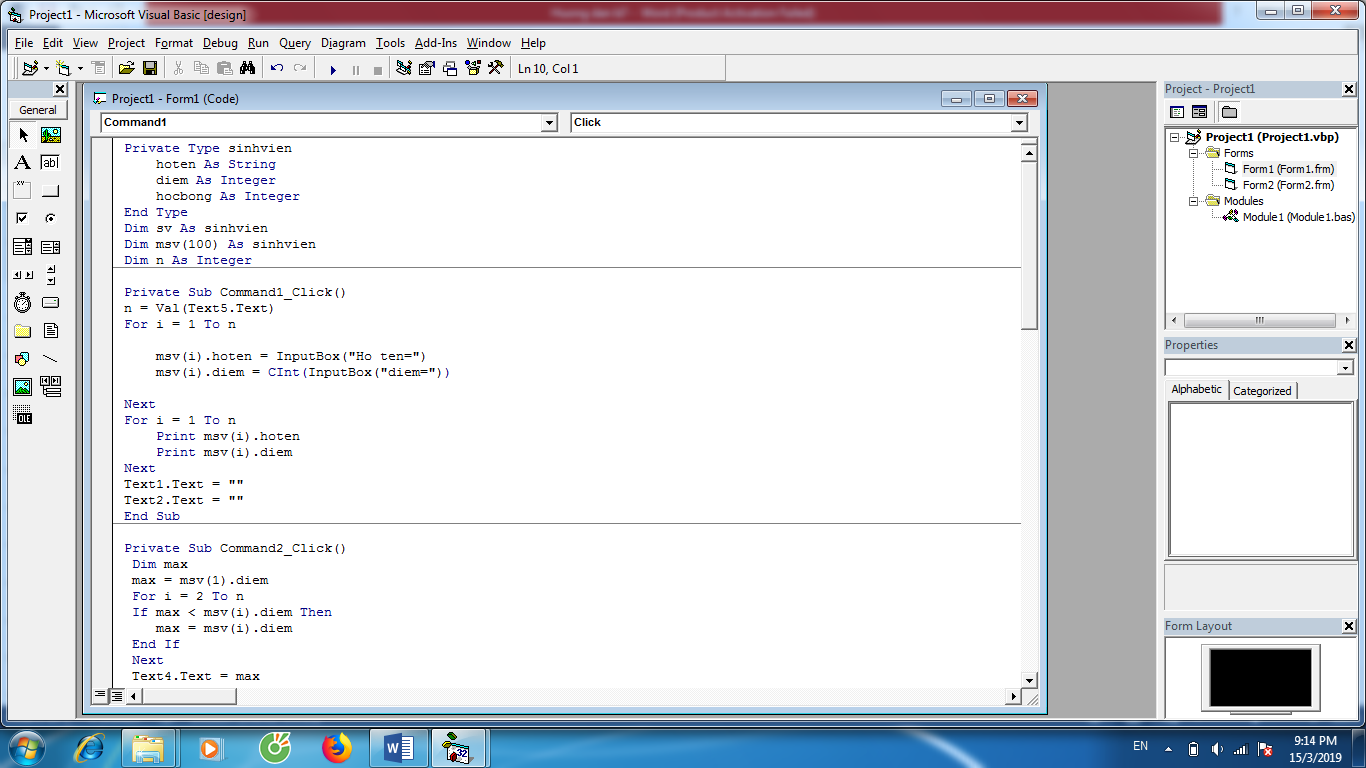 Project1 - Microsoft Visual Basic [design]
File Edit View Project Format Debug Run Query Diagram Tools Add-Ins Window Help
Ln 10, Col 1
General
A
ab
XY
OLE
Project1 - Form1 (Code)
Command1
Click
Private Type sinhvien
hoten As String
diem As Integer
hocbong As Integer
End Type
Dim sv As sinhvien
Dim msv(100) As sinhvien
Dim n As Integer
Private Sub Command1_Click()
n = Val(Text5.Text)
For i = 1 To n
msv(i).hoten = InputBox("Ho ten=")
msv(i).diem = CInt(InputBox("diem="))
Next
For i = 1 To n
Print msv(i).hoten
Print msv(i).diem
Next
Text1.Text = ""
Text2.Text = ""
End Sub
Private Sub Command2_Click()
Dim max
max = msv(1).diem
For i = 2 To n
If max < msv(i).diem Then
max = msv(i).diem
End If
Next
Text4.Text = max
Project - Project1
Project1 (Project1.vbp)
Forms
Form1 (Form1.frm)
Form2 (Form2.frm)
Modules
Module1 (Module1.bas)
Properties
Alphabetic Categorized
Form Layout
EN
9:14 PM
15/3/2019